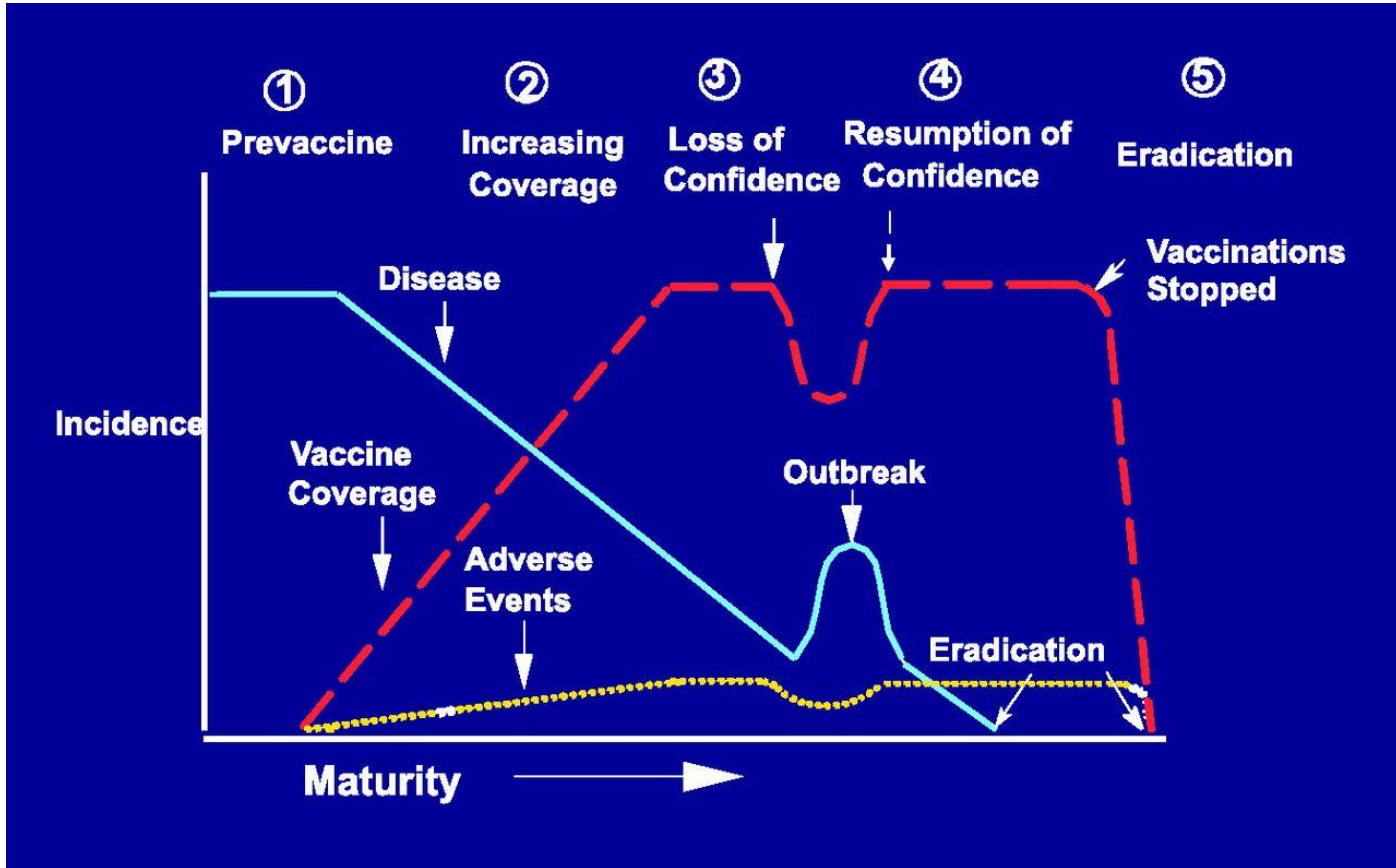 ①
Prevaccine
②
Increasing
Coverage
③
Loss of
Confidence
④
Resumption of
Confidence
⑤
Eradication
Vaccinations
Stopped
Disease
Incidence
Vaccine
Coverage
Outbreak
Adverse
Events
Eradication
Maturity